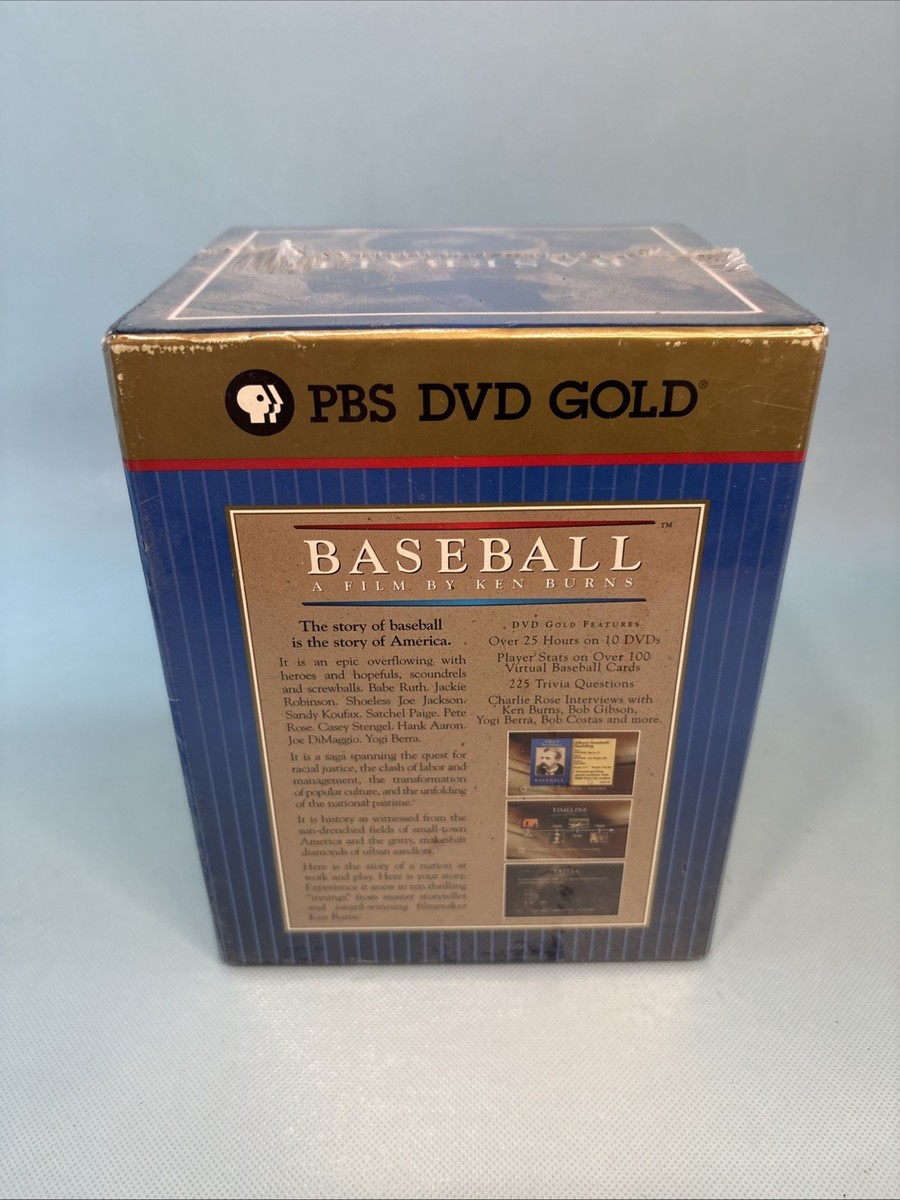 PBS DVD GOLD®
BASEBALL™
A FILM BY KEN BURNS
The story of baseball
is the story of America.
It is an epic overflowing with
heroes and hopefuls, scoundrels
and screwballs. Babe Ruth. Jackie
Robinson. Shoeless Joe Jackson.
Sandy Koufax. Satchel Paige. Pete
Rose. Casey Stengel. Hank Aaron.
Joe DiMaggio. Yogi Berra.
It is a saga spanning the quest for
racial justice, the clash of labor and
management, the transformation
of popular culture, and the unfolding
of the national pastime.
It is history as witnessed from the
sun-drenched fields of small-town
America and the gritty, makeshift
diamonds of urban sandlots.
Here is the story of a nation at
work and play. Here is your story.
Experience it anew in ten thrilling
"innings" from master storyteller
and award-winning filmmaker
Ken Burns!
DVD GOLD FEATURES
Over 25 Hours on 10 DVDs
Player Stats on Over 100
Virtual Baseball Cards
225 Trivia Questions
Charlie Rose Interviews with
Ken Burns, Bob Gibson,
Yogi Berra, Bob Costas and more.
BASEBALL
TIMELINE
TRIVIA